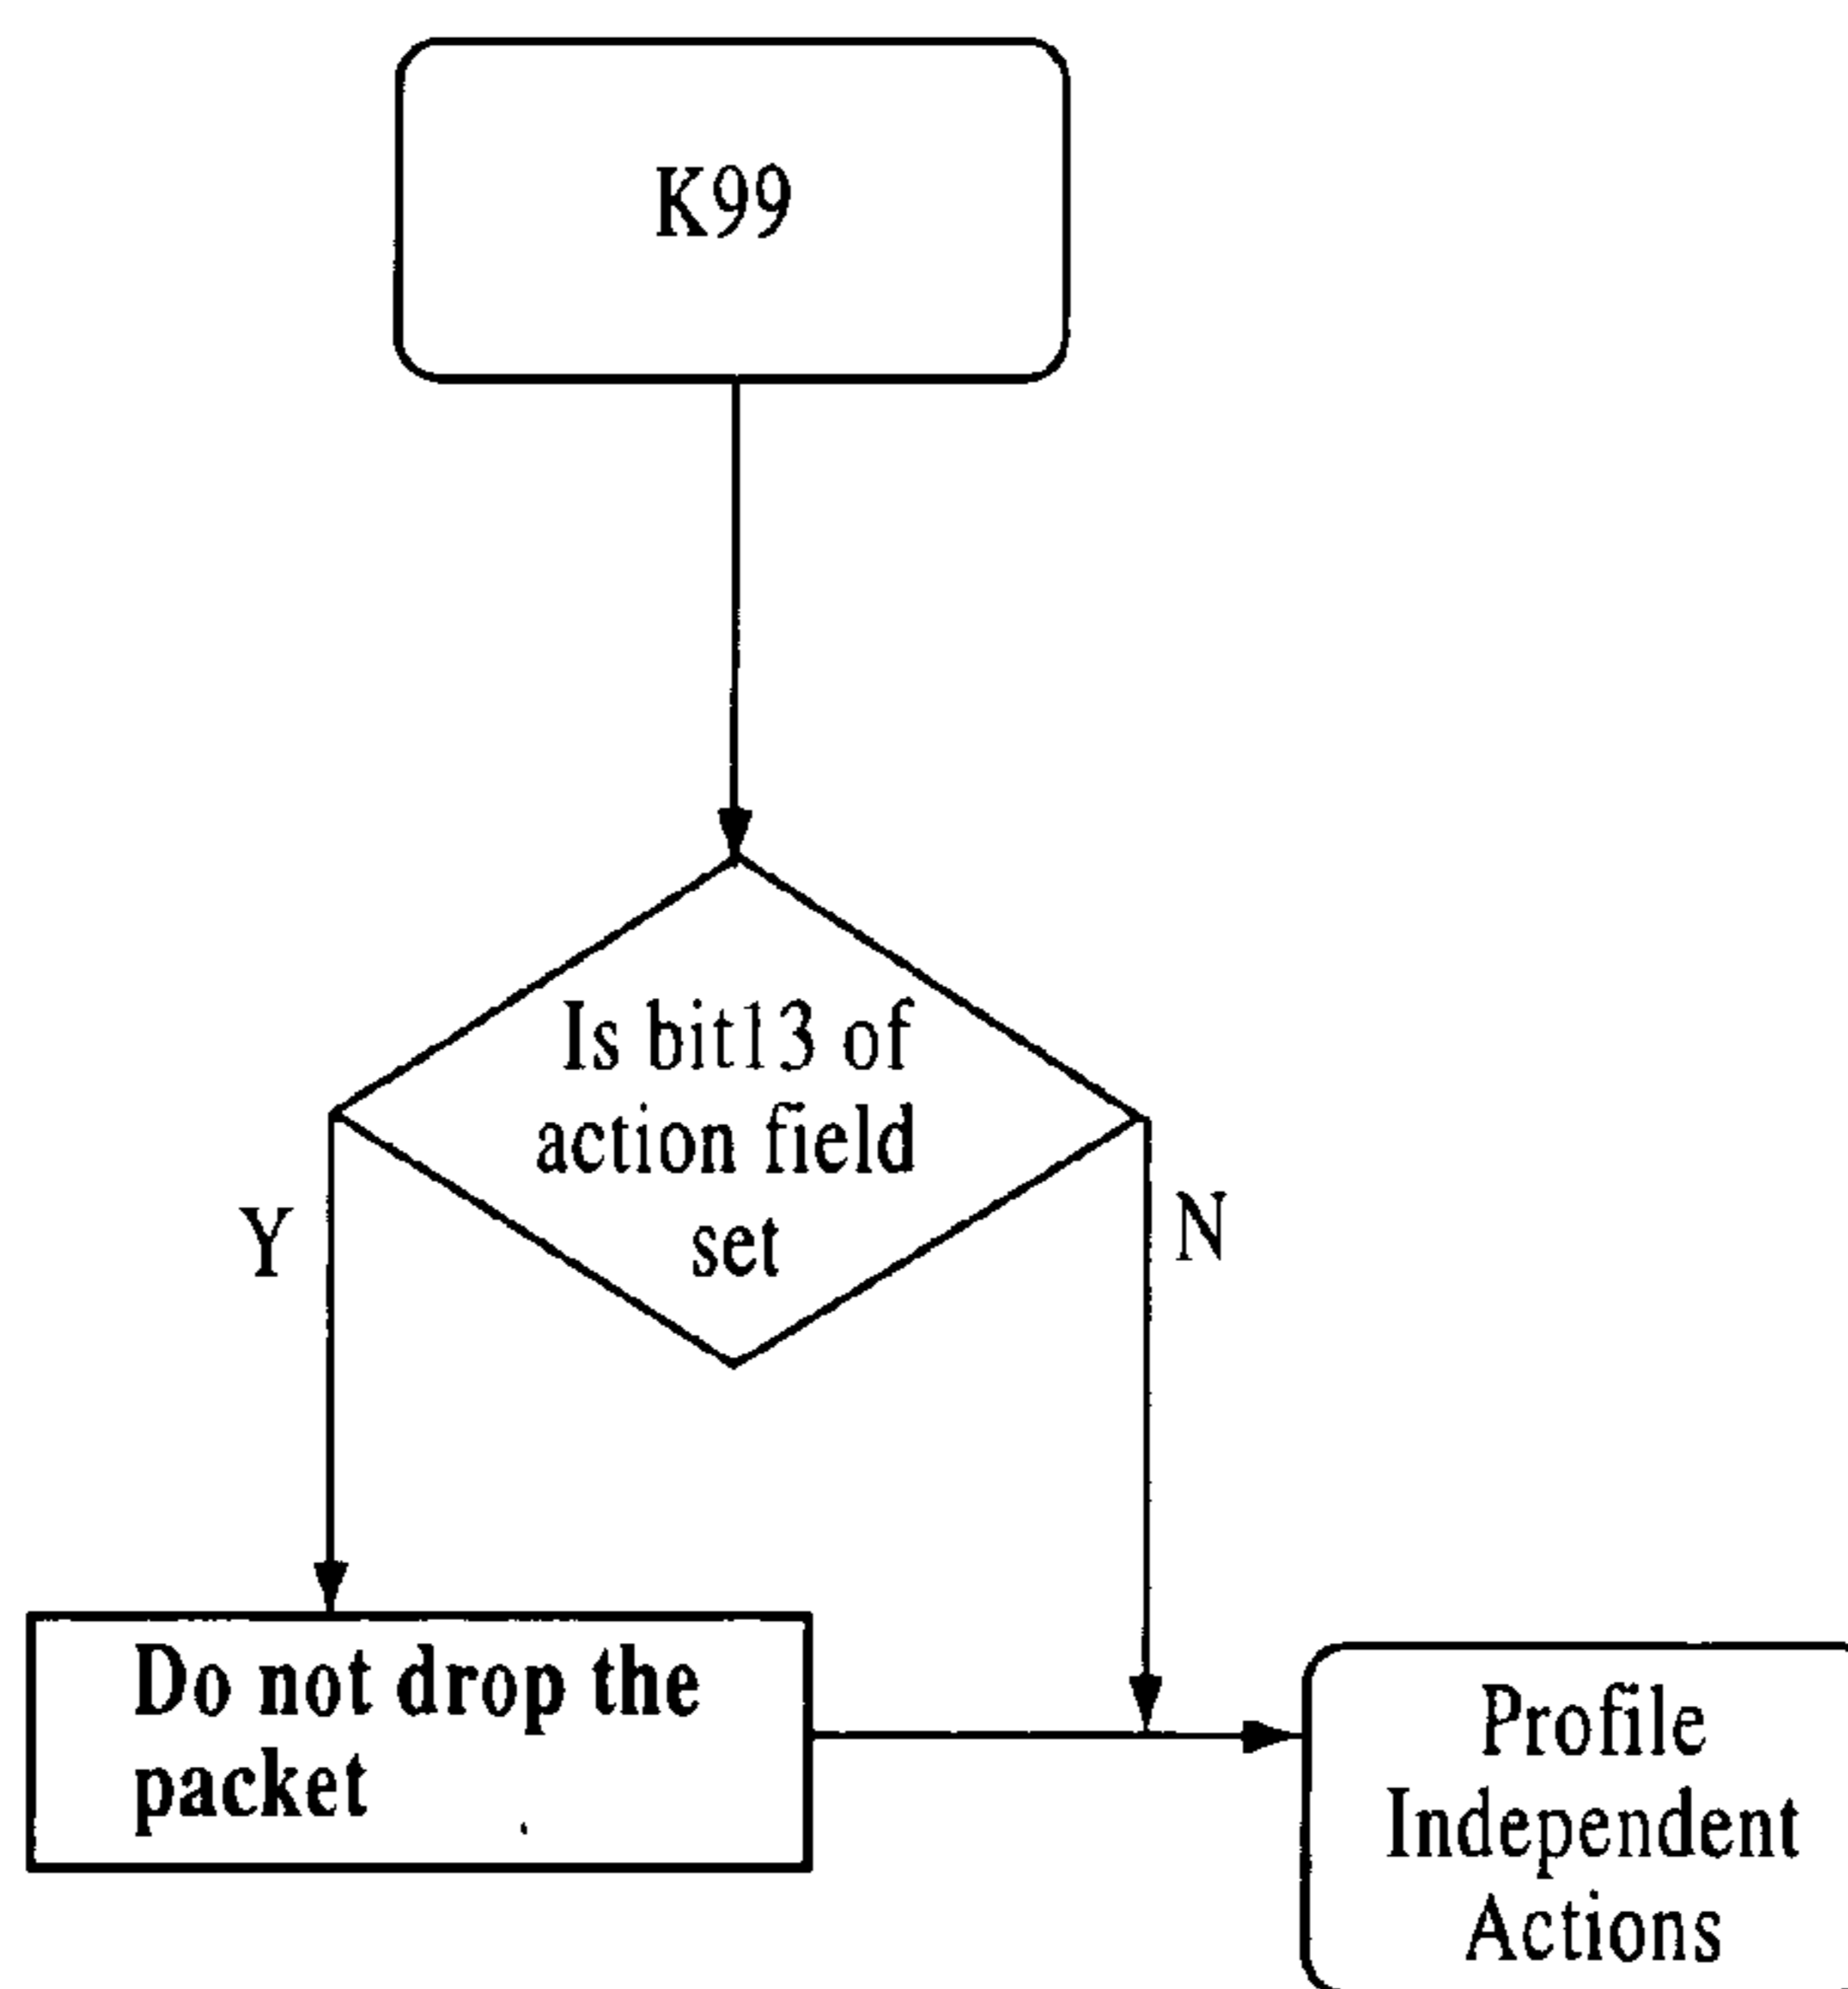 K99
Is bit13 of
action field
set
Y
N
Do not drop the
packet
Profile
Independent
Actions